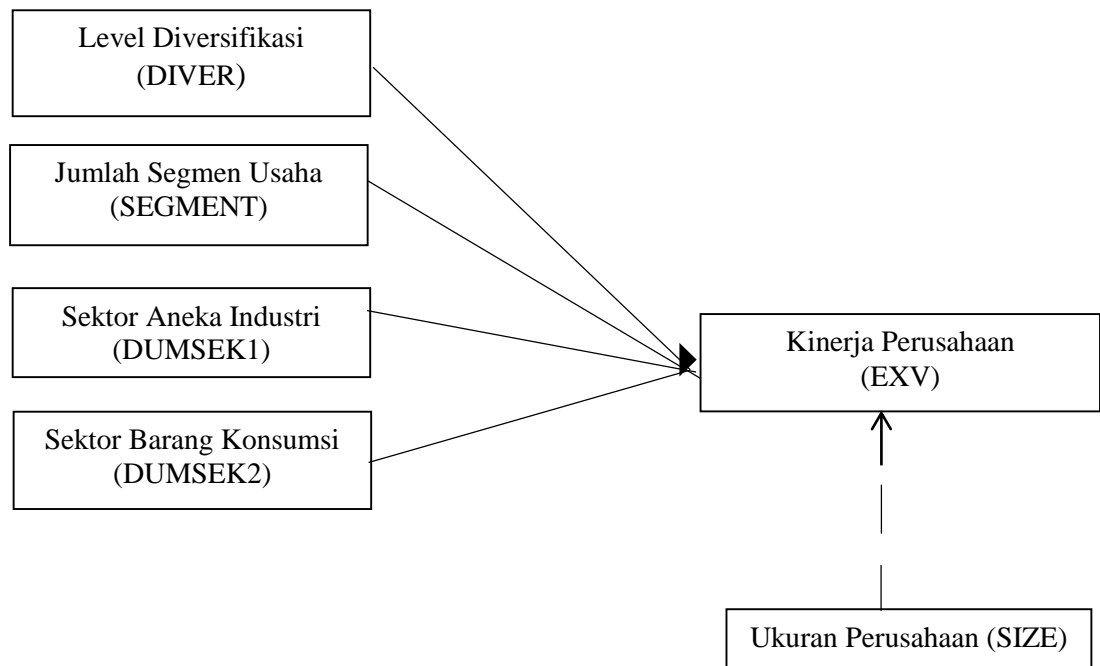 Level Diversifikasi
(DIVER)
Jumlah Segmen Usaha
(SEGMENT)
Sektor Aneka Industri
(DUMSEK1)
Sektor Barang Konsumsi
(DUMSEK2)
Kinerja Perusahaan
(EXV)
Ukuran Perusahaan (SIZE)